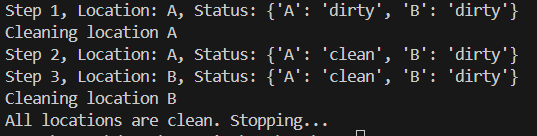 Step 1, Location: A, Status: {'A': 'dirty', 'B': 'dirty'}
Cleaning location A
Step 2, Location: A, Status: {'A': 'clean', 'B': 'dirty'}
Step 3, Location: B, Status: {'A': 'clean', 'B': 'dirty'}
Cleaning location B
All locations are clean. Stopping...